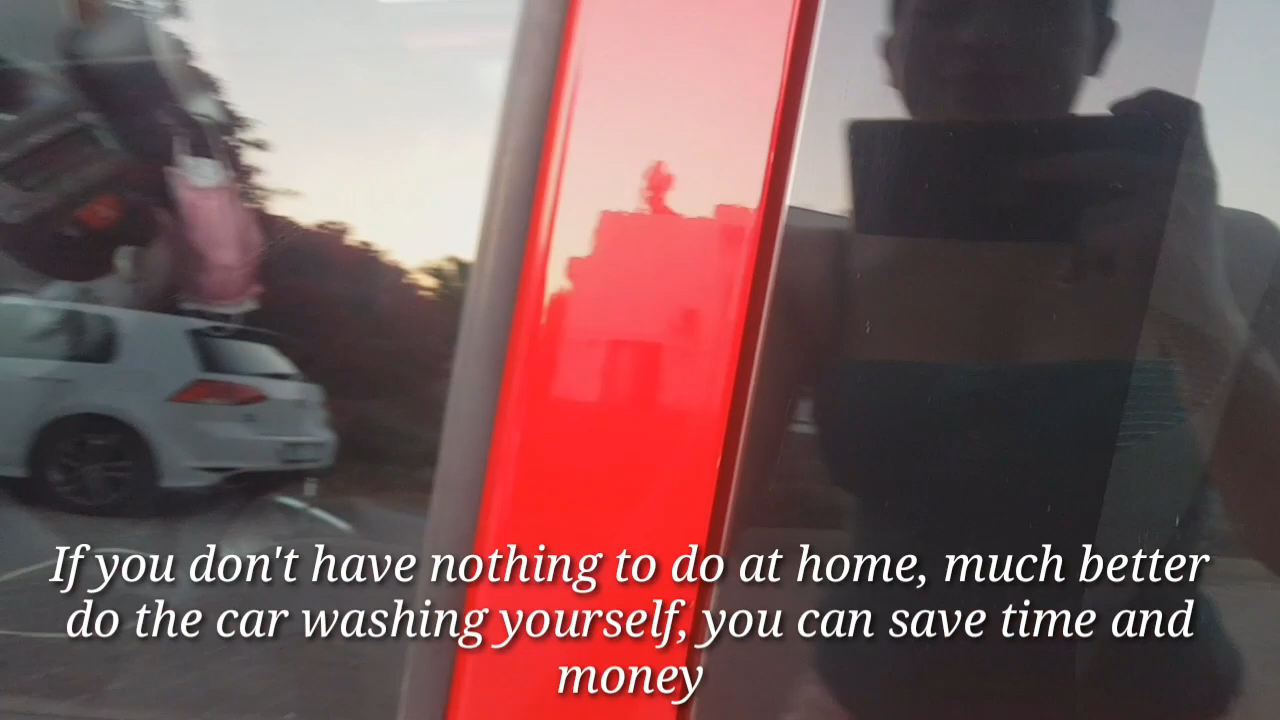 If you don't have nothing to do at home, much better
do the car washing yourself, you can save time and
money